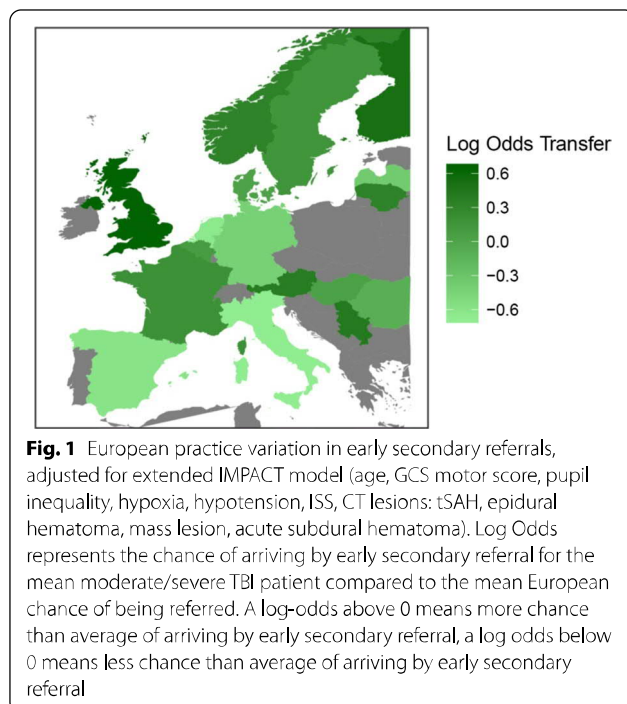 Log Odds Transfer
0.6
0.3
0.0
−0.3
−0.6
Fig. 1 European practice variation in early secondary referrals,
adjusted for extended IMPACT model (age, GCS motor score, pupil
inequality, hypoxia, hypotension, ISS, CT lesions: tSAH, epidural
hematoma, mass lesion, acute subdural hematoma). Log Odds
represents the chance of arriving by early secondary referral for the
mean moderate/severe TBI patient compared to the mean European
chance of being referred. A log-odds above 0 means more chance
than average of arriving by early secondary referral, a log odds below
0 means less chance than average of arriving by early secondary
referral